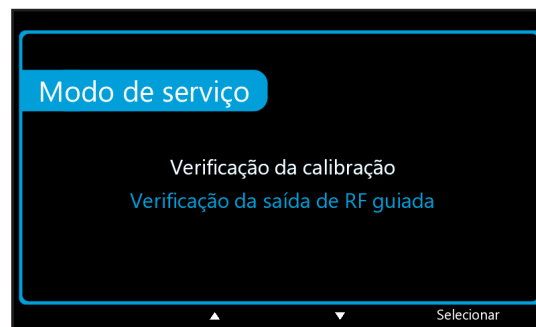 Modo de serviço
Verificação da calibração
Verificação da saída de RF guiada
▲ ▼ Selecionar